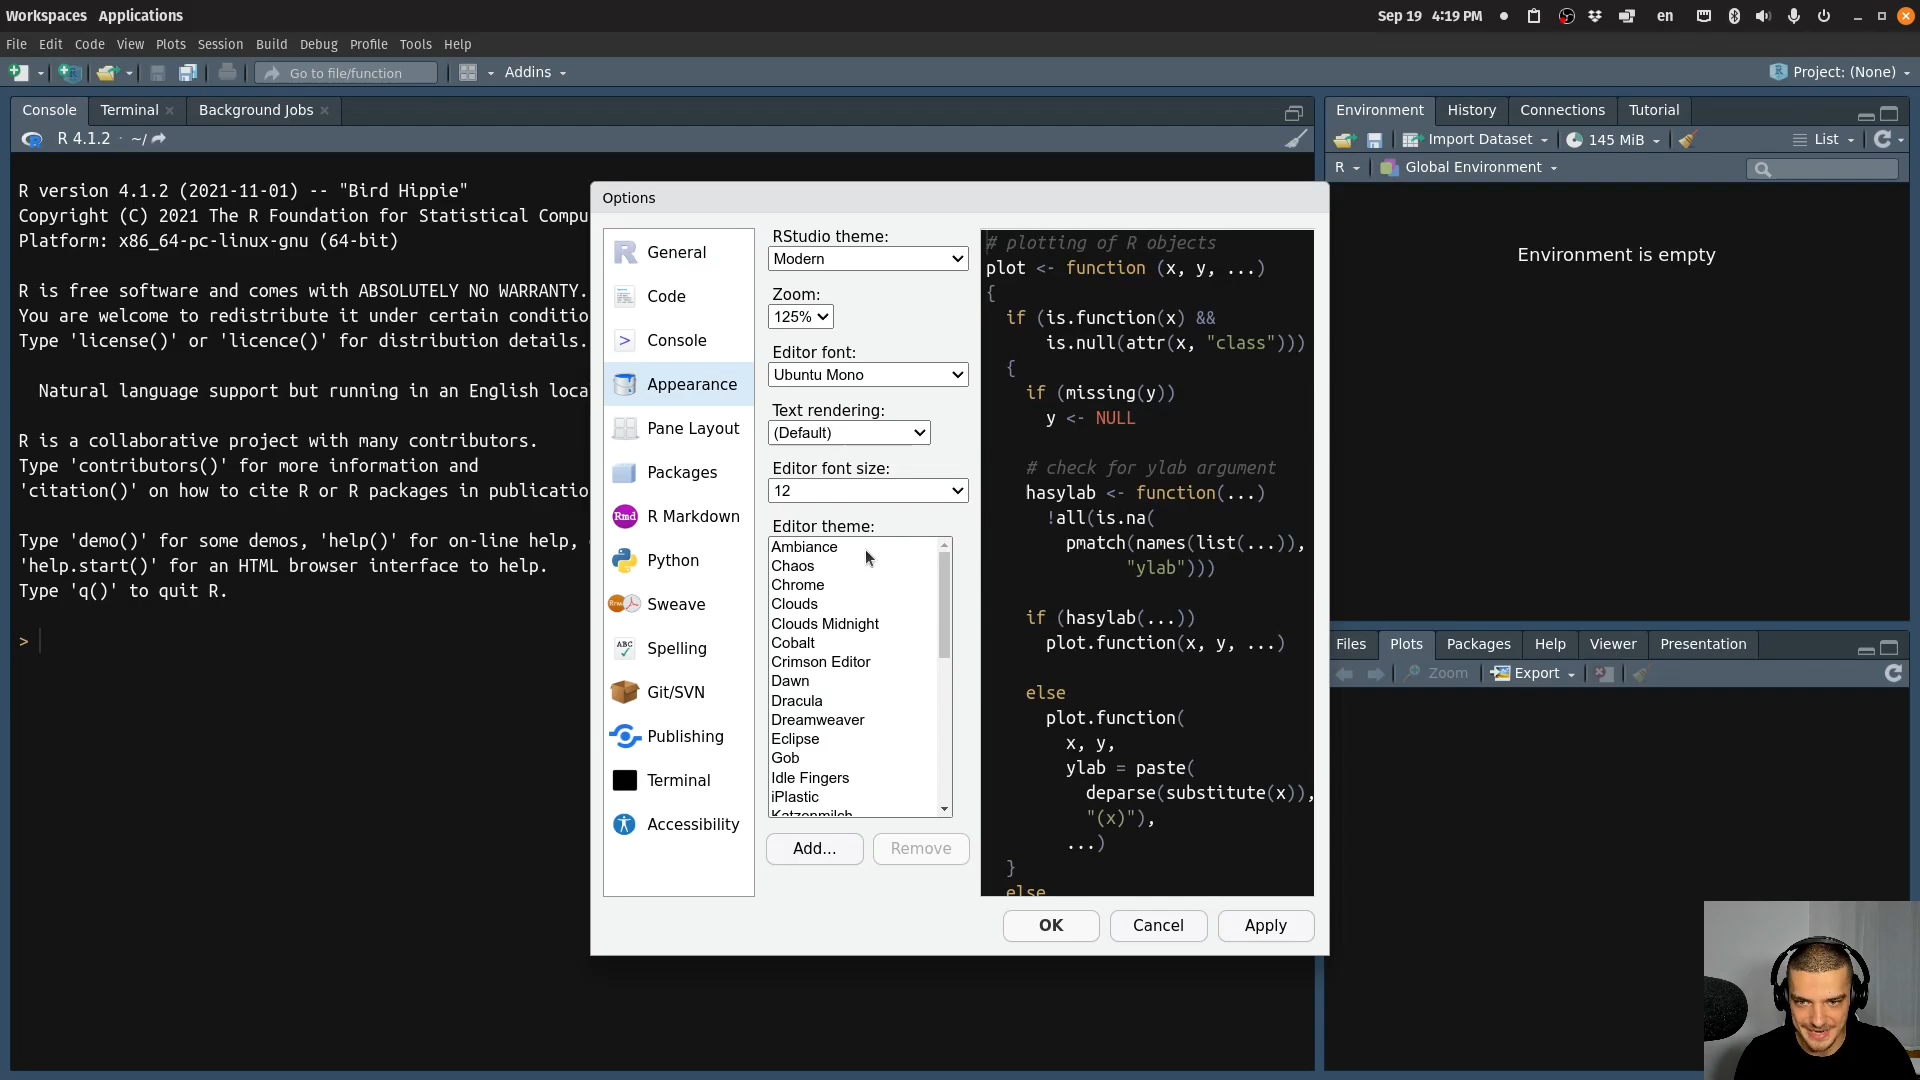 Workspaces Applications
Sep 19 4:19 PM en
File Edit Code View Plots Session Build Debug Profile Tools Help
Go to file/function Addins Project: (None)
Console Terminal Background Jobs
R 4.1.2 · ~/
R version 4.1.2 (2021-11-01) -- "Bird Hippie"
Copyright (C) 2021 The R Foundation for Statistical Compu
Platform: x86_64-pc-linux-gnu (64-bit)
R is free software and comes with ABSOLUTELY NO WARRANTY.
You are welcome to redistribute it under certain conditio
Type 'license()' or 'licence()' for distribution details.
Natural language support but running in an English loca
R is a collaborative project with many contributors.
Type 'contributors()' for more information and
'citation()' on how to cite R or R packages in publicatio
Type 'demo()' for some demos, 'help()' for on-line help,
'help.start()' for an HTML browser interface to help.
Type 'q()' to quit R.
>
Options
R General
Code
> Console
Appearance
Pane Layout
Packages
Rmd R Markdown
Python
Sweave
ABC Spelling
Git/SVN
Publishing
Terminal
Accessibility
RStudio theme:
Modern
Zoom:
125%
Editor font:
Ubuntu Mono
Text rendering:
(Default)
Editor font size:
12
Editor theme:
Ambiance
Chaos
Chrome
Clouds
Clouds Midnight
Cobalt
Crimson Editor
Dawn
Dracula
Dreamweaver
Eclipse
Gob
Idle Fingers
iPlastic
Katzenmilch
Add... Remove
# plotting of R objects
plot <- function (x, y, ...)
{
if (is.function(x) &&
is.null(attr(x, "class")))
{
if (missing(y))
y <- NULL
# check for ylab argument
hasylab <- function(...)
!all(is.na(
pmatch(names(list(...)),
"ylab")))
if (hasylab(...))
plot.function(x, y, ...)
else
plot.function(
x, y,
ylab = paste(
deparse(substitute(x)),
"(x)"),
...)
}
else
OK Cancel Apply
Environment History Connections Tutorial
Import Dataset 145 MiB List
R Global Environment
Environment is empty
Files Plots Packages Help Viewer Presentation
Zoom Export